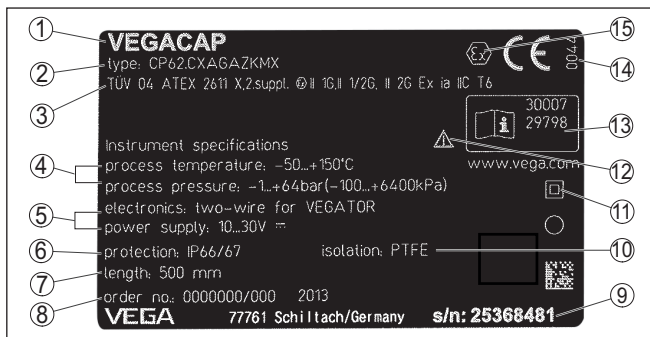 1
VEGACAP
15
2
type: CP62.CXAGAZKMX
Ex
CE
0044
14
3
TÜV 04 ATEX 2611 X,2.suppl. Ex II 1G,II 1/2G, II 2G Ex ia IIC T6
30007
29798
i
13
Instrument specifications
4
process temperature: -50...+150°C
12
www.vega.com
process pressure: -1...+64bar(-100...+6400kPa)
5
electronics: two-wire for VEGATOR
11
power supply: 10...30V
6
protection: IP66/67
isolation: PTFE
10
7
length: 500 mm
8
order no.: 0000000/000 2013
9
VEGA
77761 Schiltach/Germany
s/n: 25368481